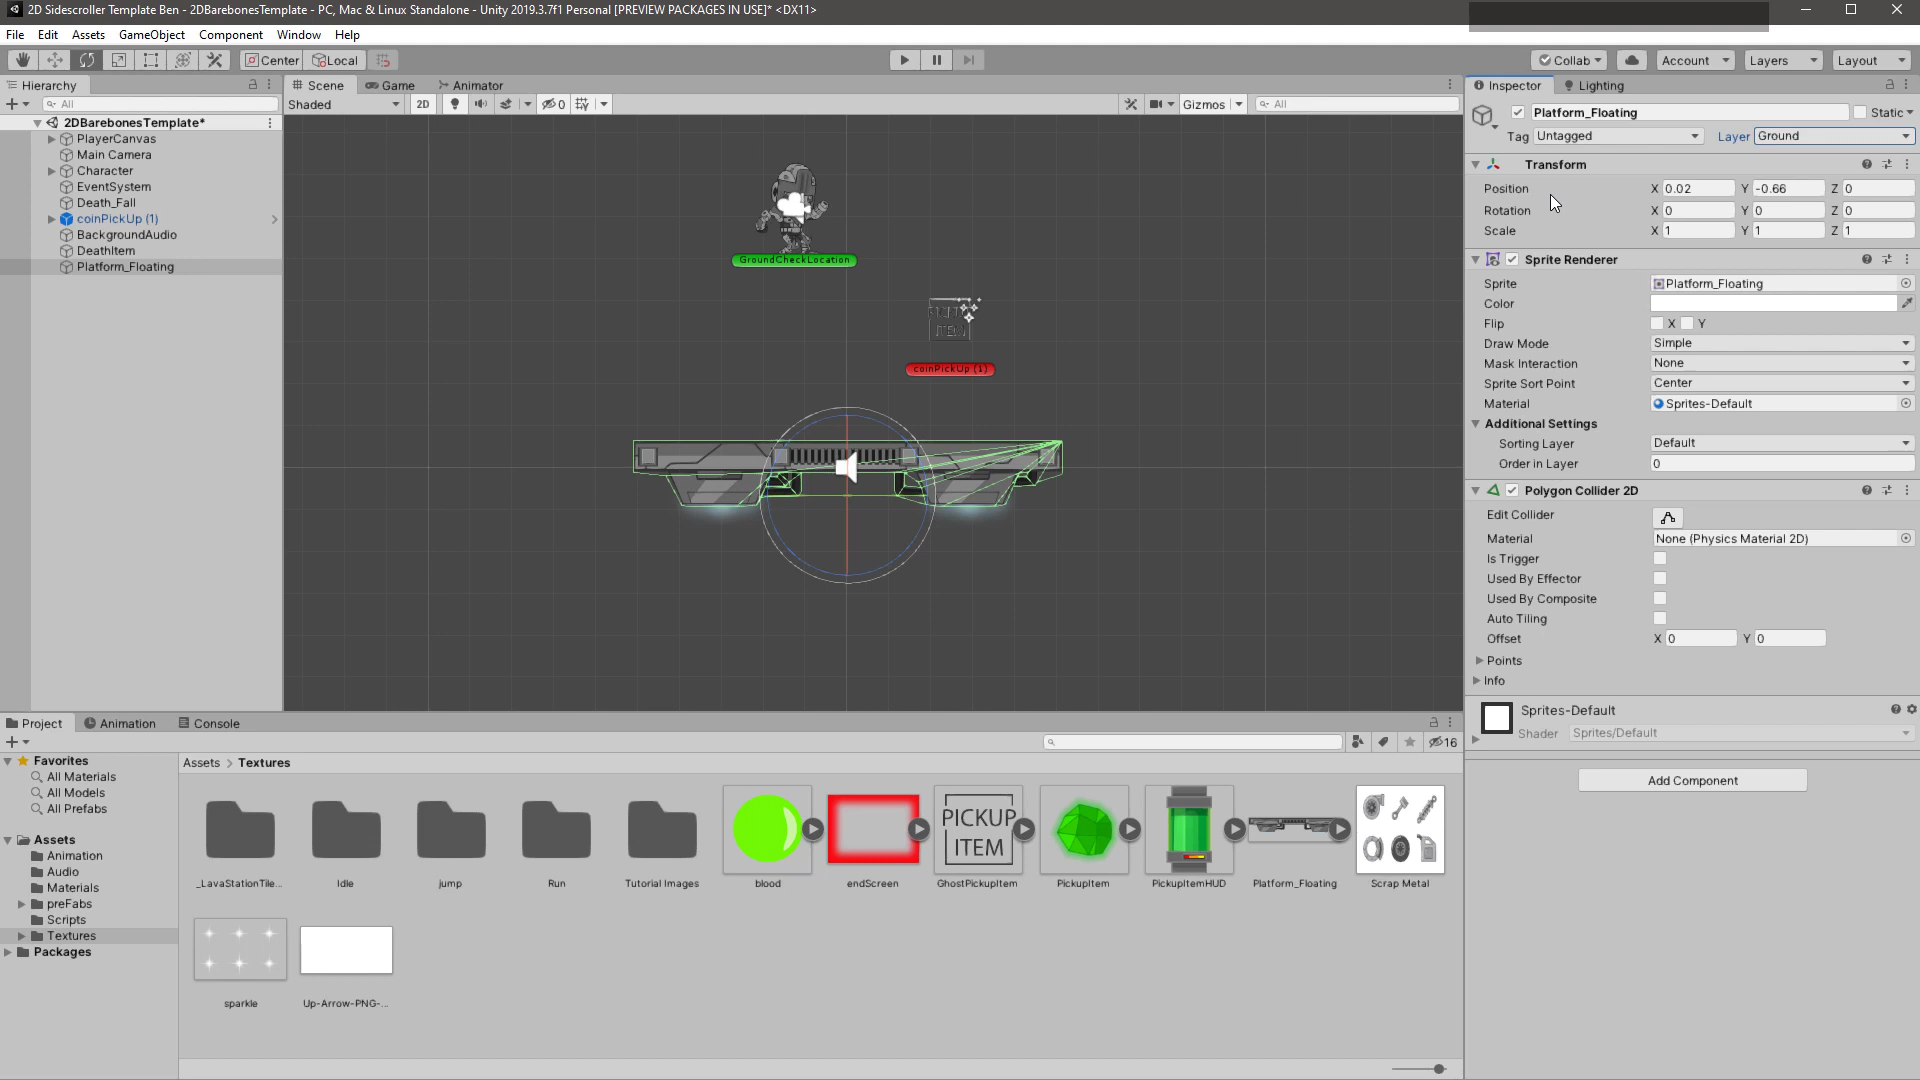 2D Sidescroller Template Ben - 2DBarebonesTemplate - PC, Mac & Linux Standalone - Unity 2019.3.7f1 Personal [PREVIEW PACKAGES IN USE]* <DX11>
File Edit Assets GameObject Component Window Help
Center Local Collab Account Layers Layout
Hierarchy
All
2DBarebonesTemplate*
PlayerCanvas
Main Camera
Character
EventSystem
Death_Fall
coinPickUp (1)
BackgroundAudio
DeathItem
Platform_Floating
Scene Game Animator
Shaded 2D 0 Gizmos All
GroundCheckLocation
ITEM
coinPickUp (1)
Inspector Lighting
Platform_Floating Static
Tag Untagged Layer Ground
Transform
Position X 0.02 Y -0.66 Z 0
Rotation X 0 Y 0 Z 0
Scale X 1 Y 1 Z 1
Sprite Renderer
Sprite Platform_Floating
Color
Flip X Y
Draw Mode Simple
Mask Interaction None
Sprite Sort Point Center
Material Sprites-Default
Additional Settings
Sorting Layer Default
Order in Layer 0
Polygon Collider 2D
Edit Collider
Material None (Physics Material 2D)
Is Trigger
Used By Effector
Used By Composite
Auto Tiling
Offset X 0 Y 0
Points
Info
Sprites-Default
Shader Sprites/Default
Add Component
Project Animation Console
16
Favorites
All Materials
All Models
All Prefabs
Assets
Animation
Audio
Materials
preFabs
Scripts
Textures
Packages
Assets > Textures
PICKUP
ITEM
_LavaStationTile... Idle jump Run Tutorial Images blood endScreen GhostPickupItem PickupItem PickupItemHUD Platform_Floating Scrap Metal
sparkle Up-Arrow-PNG-...